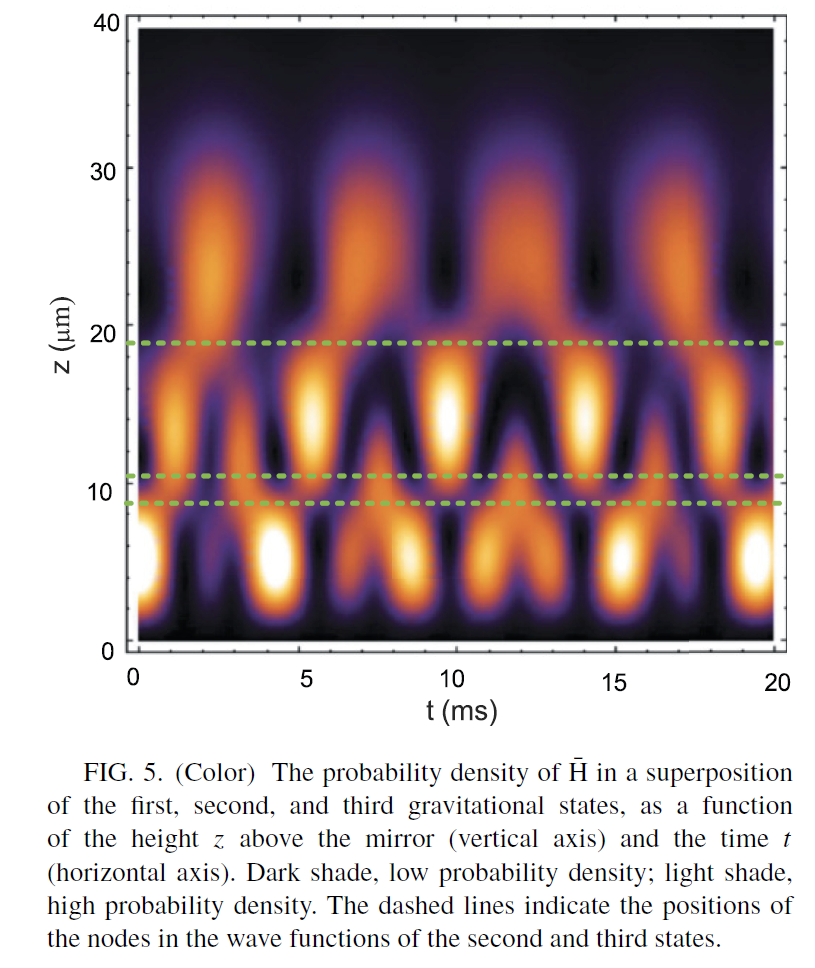 40
30
20
10
0
z (μm)
0
5
10
15
20
t (ms)
FIG. 5. (Color) The probability density of H̄ in a superposition
of the first, second, and third gravitational states, as a function
of the height z above the mirror (vertical axis) and the time t
(horizontal axis). Dark shade, low probability density; light shade,
high probability density. The dashed lines indicate the positions of
the nodes in the wave functions of the second and third states.